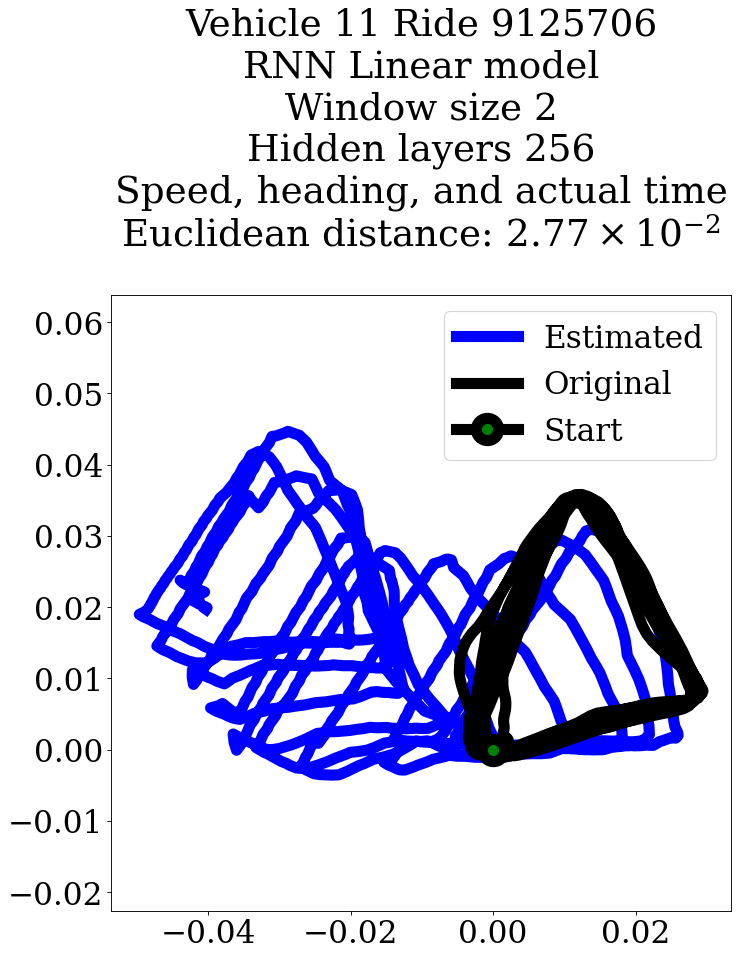 Vehicle 11 Ride 9125706
RNN Linear model
Window size 2
Hidden layers 256
Speed, heading, and actual time
Euclidean distance: 2.77 × 10⁻²
Estimated
Original
Start
0.06
0.05
0.04
0.03
0.02
0.01
0.00
−0.01
−0.02
−0.04 −0.02 0.00 0.02